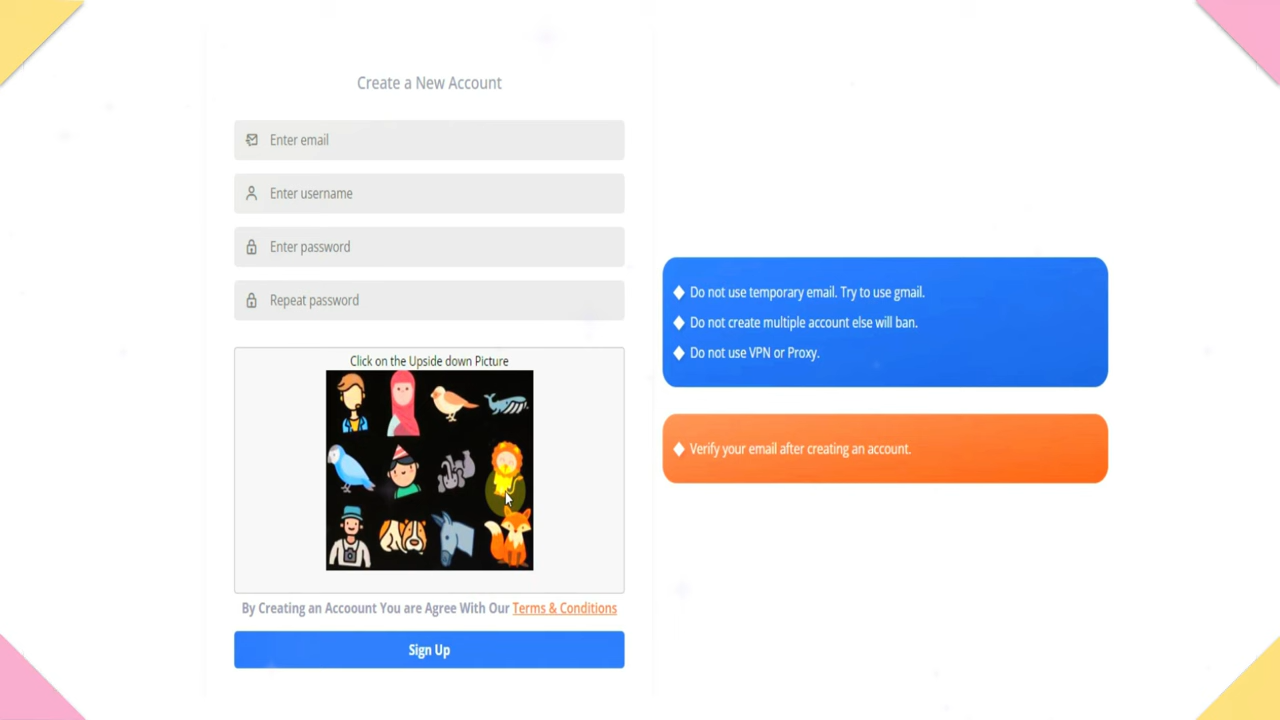 Create a New Account
Enter email
Enter username
Enter password
Repeat password
Click on the Upside down Picture
By Creating an Accoount You are Agree With Our Terms & Conditions
Sign Up
Do not use temporary email. Try to use gmail.
Do not create multiple account else will ban.
Do not use VPN or Proxy.
Verify your email after creating an account.